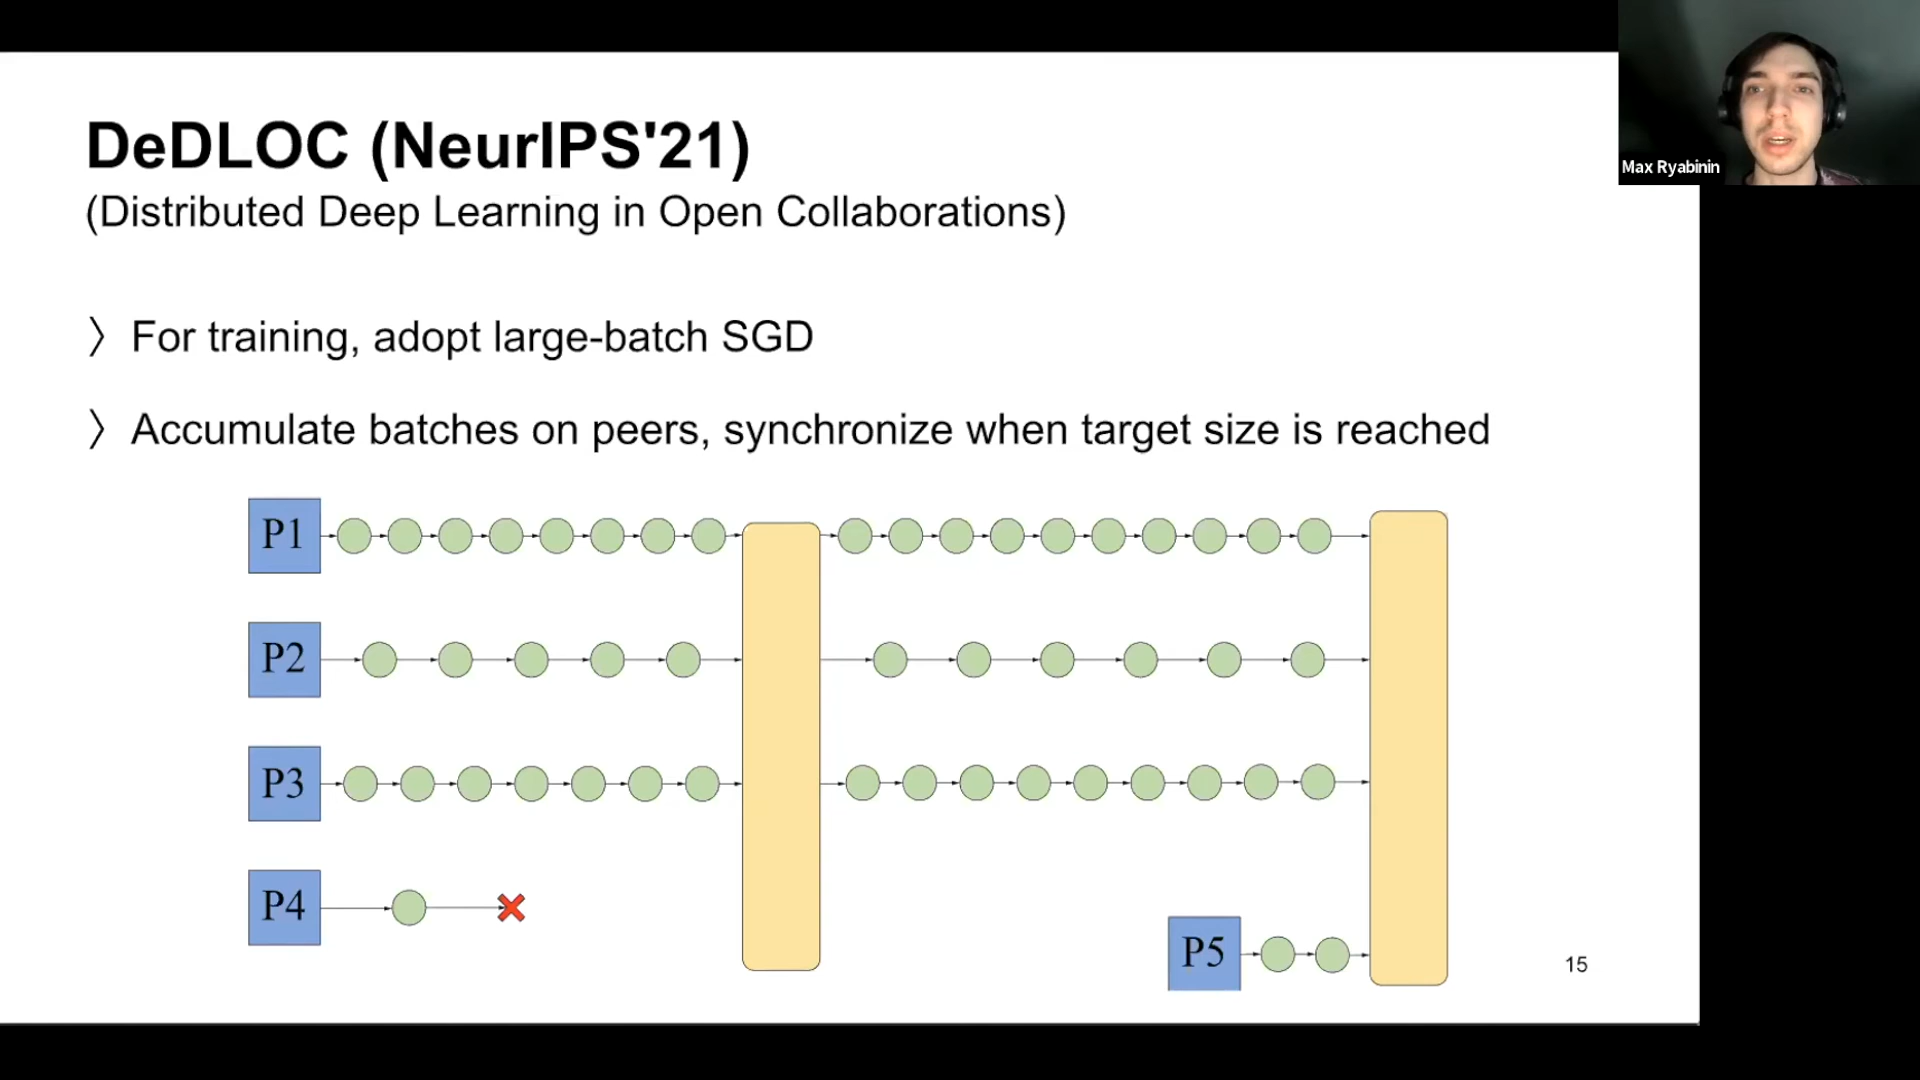 DeDLOC (NeurIPS'21)
(Distributed Deep Learning in Open Collaborations)
Max Ryabinin
〉 For training, adopt large-batch SGD
〉 Accumulate batches on peers, synchronize when target size is reached
P1
P2
P3
P4
P5
15